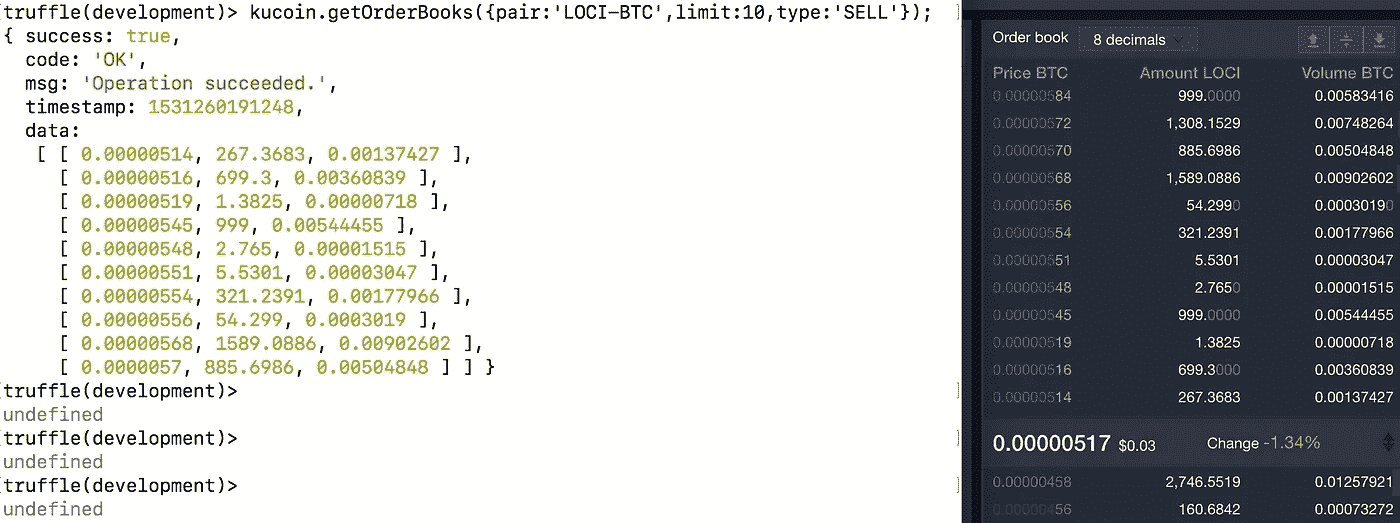 (truffle(development)> kucoin.getOrderBooks({pair:'LOCI-BTC',limit:10,type:'SELL'});
{ success: true,
code: 'OK',
msg: 'Operation succeeded.',
timestamp: 1531260191248,
data:
[ [ 0.00000514, 267.3683, 0.00137427 ],
[ 0.00000516, 699.3, 0.00360839 ],
[ 0.00000519, 1.3825, 0.00000718 ],
[ 0.00000545, 999, 0.00544455 ],
[ 0.00000548, 2.765, 0.00001515 ],
[ 0.00000551, 5.5301, 0.00003047 ],
[ 0.00000554, 321.2391, 0.00177966 ],
[ 0.00000556, 54.299, 0.0003019 ],
[ 0.00000568, 1589.0886, 0.00902602 ],
[ 0.0000057, 885.6986, 0.00504848 ] ] }
(truffle(development)>
undefined
(truffle(development)>
undefined
(truffle(development)>
undefined
Order book 8 decimals
Price BTC Amount LOCI Volume BTC
0.00000584 999.0000 0.00583416
0.00000572 1,308.1529 0.00748264
0.00000570 885.6986 0.00504848
0.00000568 1,589.0886 0.00902602
0.00000556 54.2990 0.00030190
0.00000554 321.2391 0.00177966
0.00000551 5.5301 0.00003047
0.00000548 2.7650 0.00001515
0.00000545 999.0000 0.00544455
0.00000519 1.3825 0.00000718
0.00000516 699.3000 0.00360839
0.00000514 267.3683 0.00137427
0.00000517 $0.03 Change -1.34%
0.00000458 2,746.5519 0.01257921
0.00000456 160.6842 0.00073272